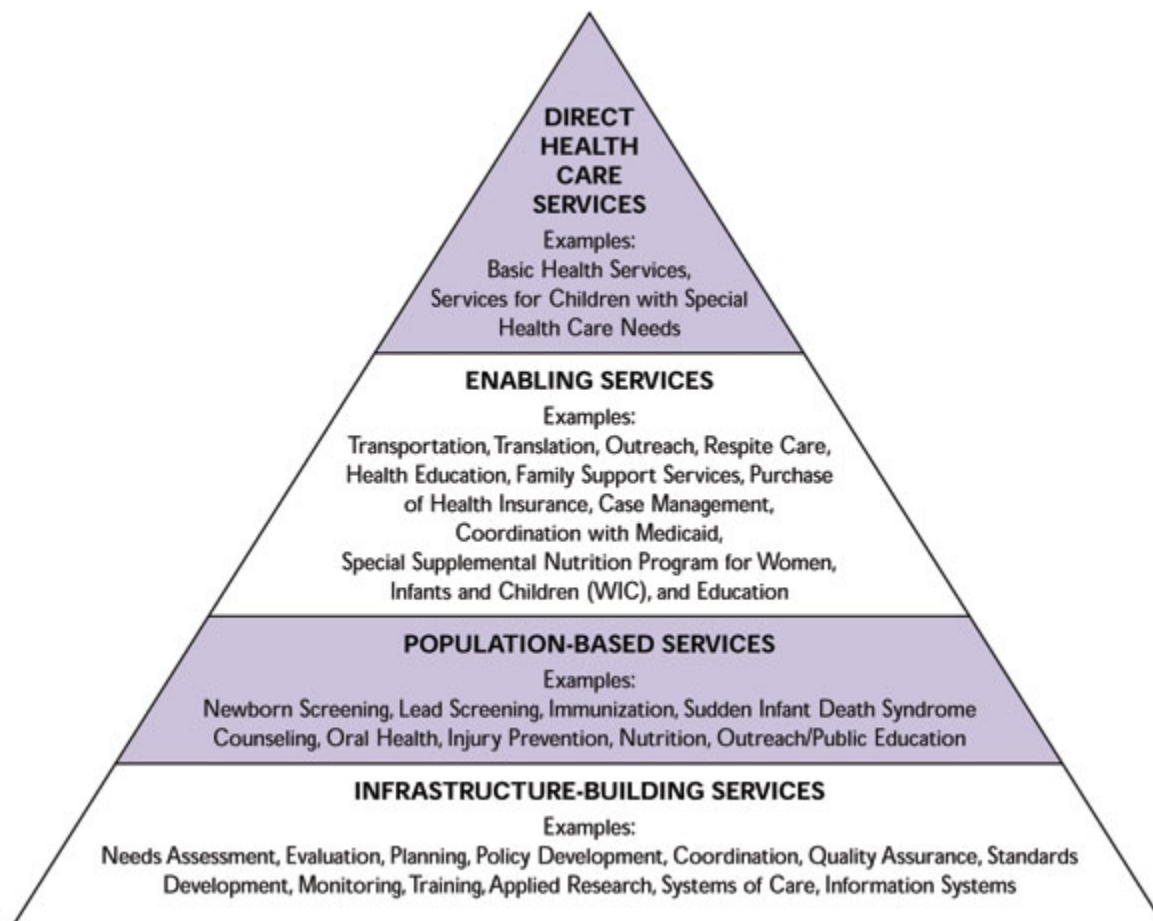 DIRECT
HEALTH
CARE
SERVICES
Examples:
Basic Health Services,
Services for Children with Special
Health Care Needs
ENABLING SERVICES
Examples:
Transportation, Translation, Outreach, Respite Care,
Health Education, Family Support Services, Purchase
of Health Insurance, Case Management,
Coordination with Medicaid,
Special Supplemental Nutrition Program for Women,
Infants and Children (WIC), and Education
POPULATION-BASED SERVICES
Examples:
Newborn Screening, Lead Screening, Immunization, Sudden Infant Death Syndrome
Counseling, Oral Health, Injury Prevention, Nutrition, Outreach/Public Education
INFRASTRUCTURE-BUILDING SERVICES
Examples:
Needs Assessment, Evaluation, Planning, Policy Development, Coordination, Quality Assurance, Standards
Development, Monitoring, Training, Applied Research, Systems of Care, Information Systems